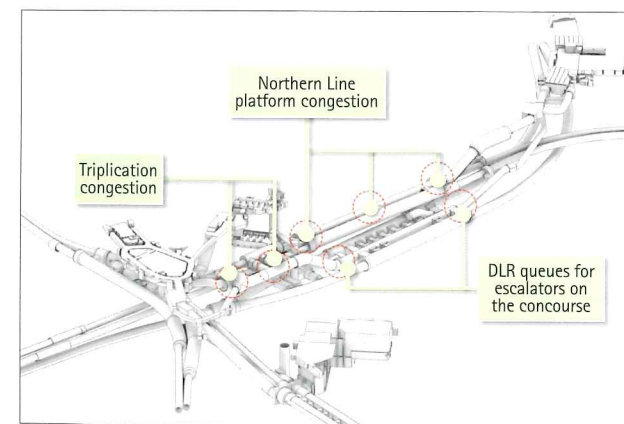 Northern Line
platform congestion
Triplication
congestion
DLR queues for
escalators on
the concourse